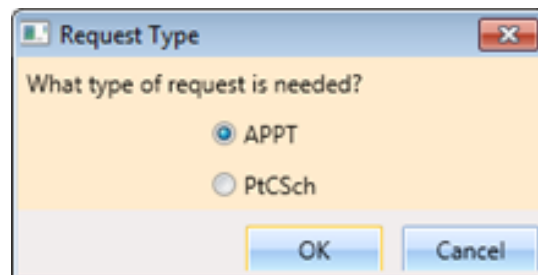 Request Type
What type of request is needed?
APPT
PtCSch
OK Cancel